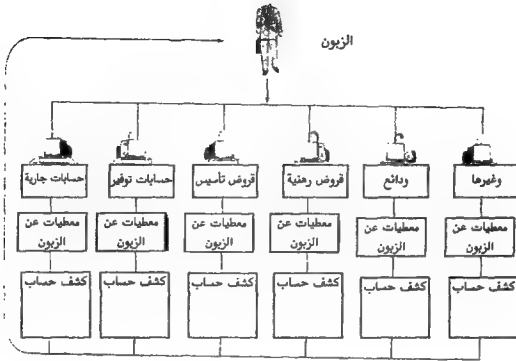 الزبون
وغيرها
ودائع
قروض رهنية
قروض تأسيس
حسابات توفير
حسابات جارية
معطيات عن
الزبون
معطيات عن
الزبون
معطيات عن
الزبون
معطيات عن
الزبون
معطيات عن
الزبون
معطيات عن
الزبون
كشف حساب
كشف حساب
كشف حساب
كشف حساب
كشف حساب
كشف حساب